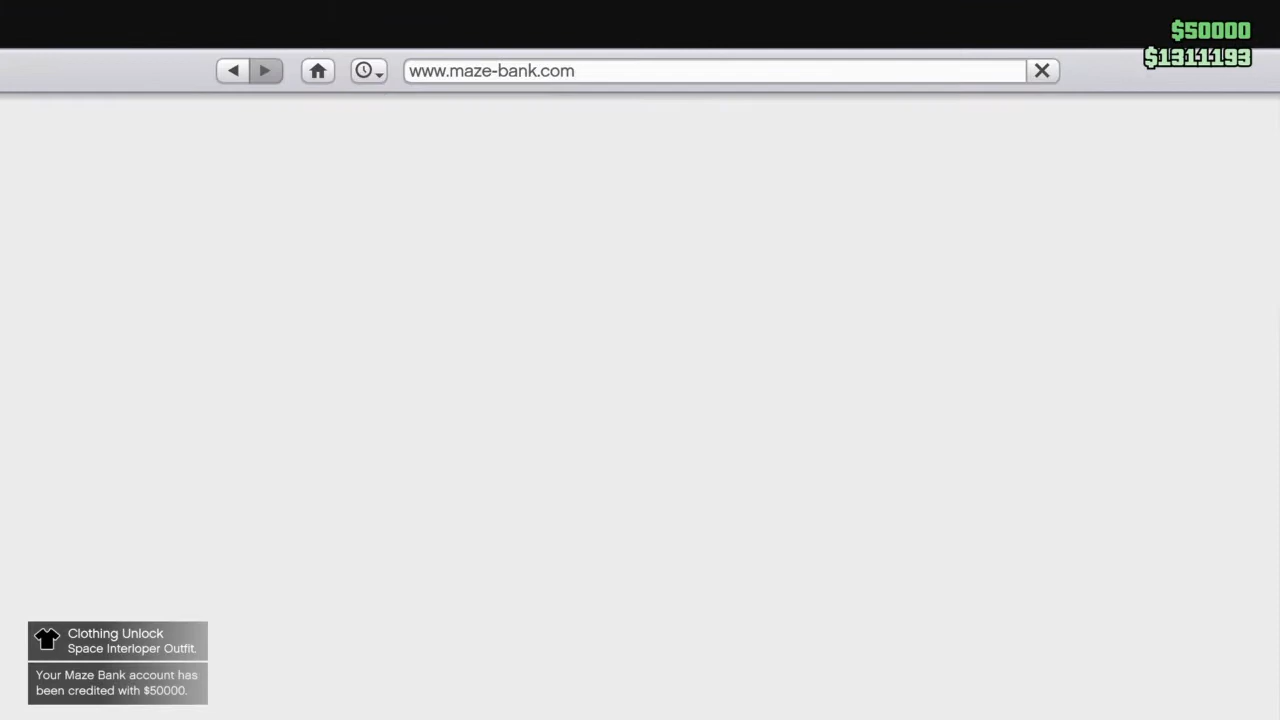 $50000
$1311193
www.maze-bank.com
Clothing Unlock
Space Interloper Outfit.
Your Maze Bank account has
been credited with $50000.